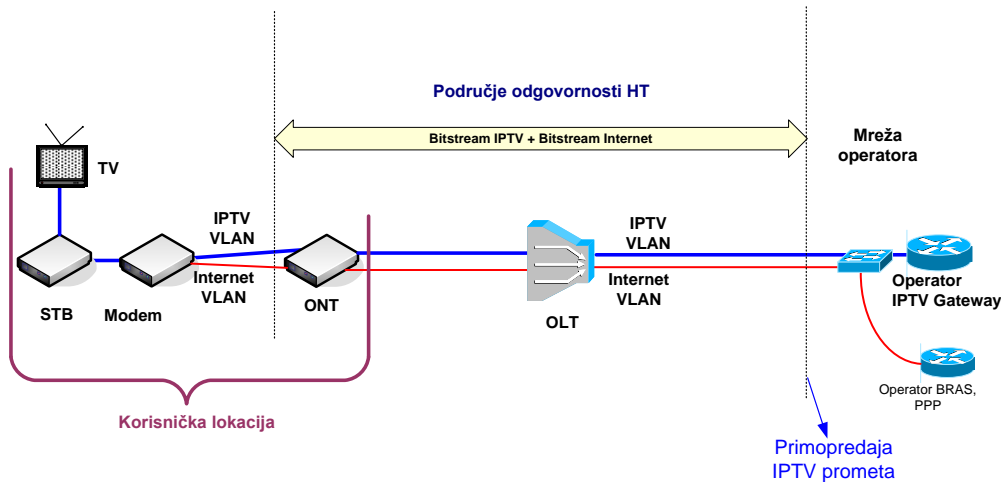 Područje odgovornosti HT
Bitstream IPTV + Bitstream Internet
Mreža
operatora
TV
IPTV
VLAN
Internet
VLAN
STB
Modem
ONT
OLT
IPTV
VLAN
Internet
VLAN
Operator
IPTV Gateway
Operator BRAS,
PPP
Korisnička lokacija
Primopredaja
IPTV prometa